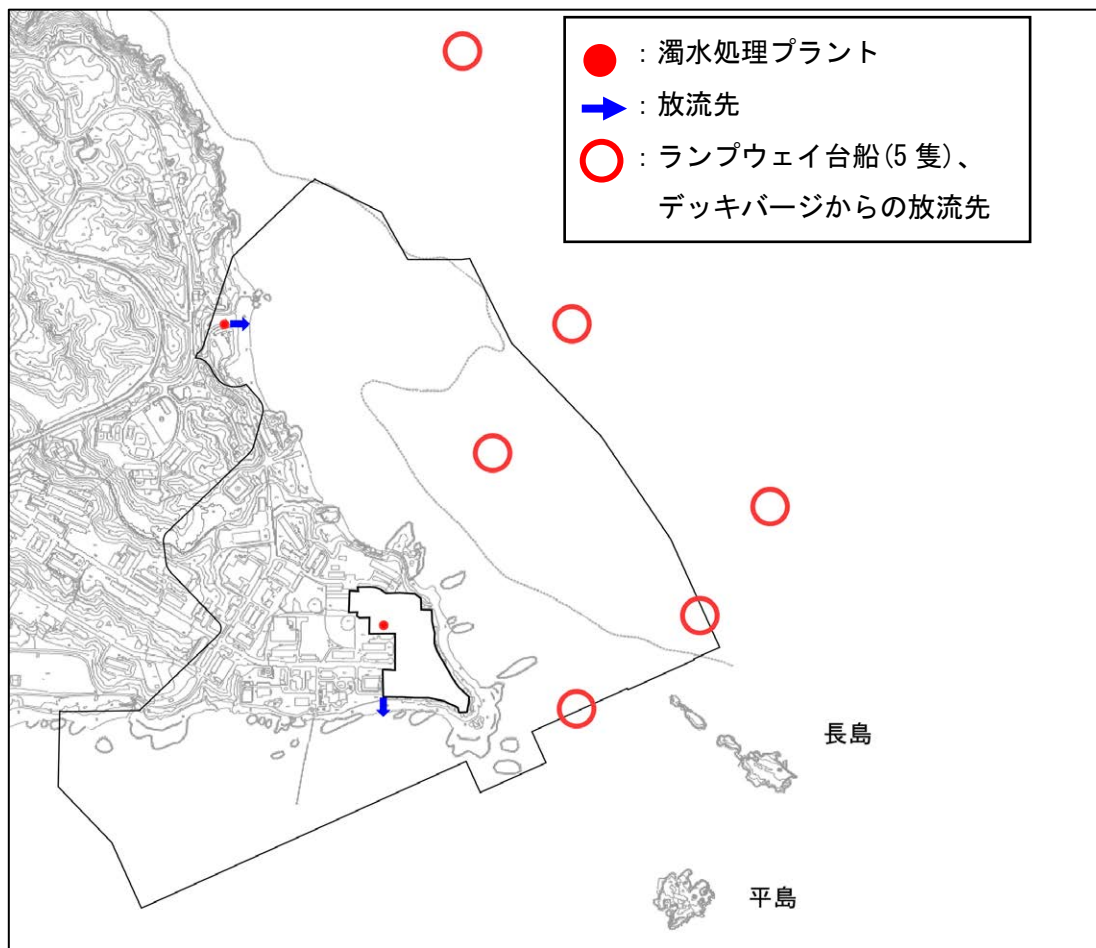 ：濁水処理プラント
：放流先
：ランプウェイ台船(5 隻)、
デッキバージからの放流先
長島
平島